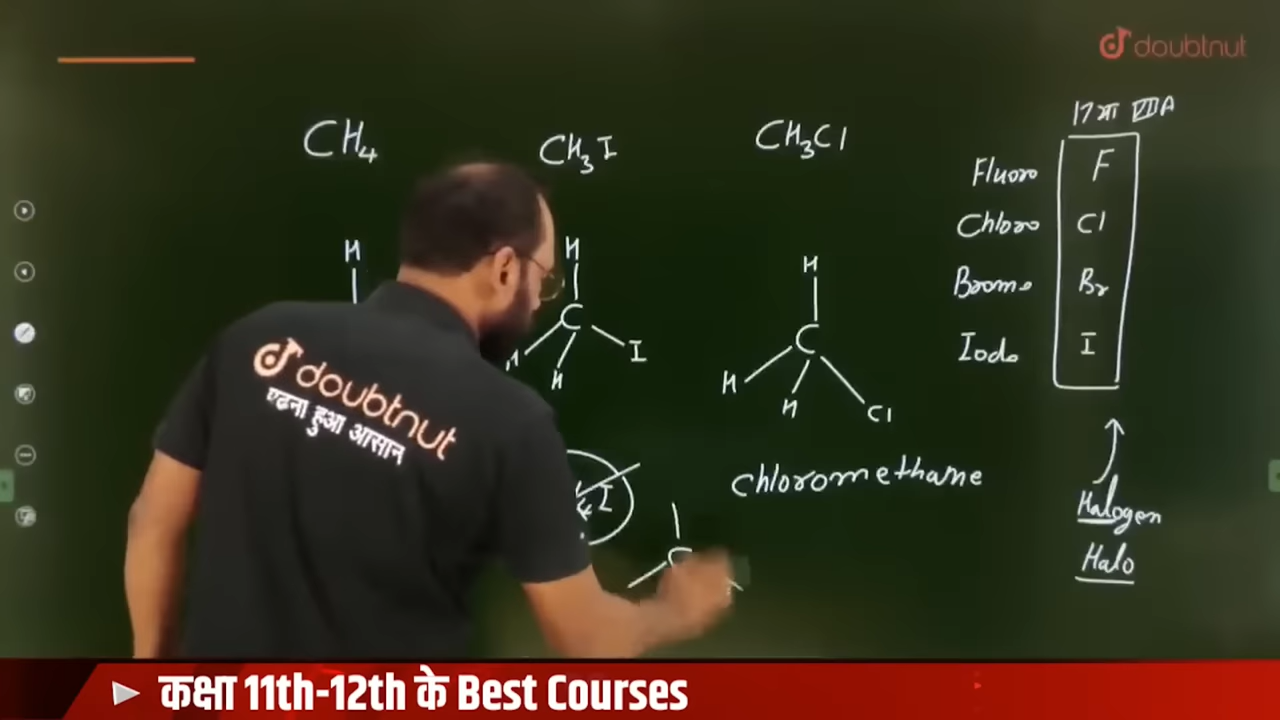 doubtnut
17वा VIIA
CH4 CH3I CH3Cl
Fluoro F
Chloro Cl
Bromo Br
Iodo I
H
H
C
H
I
H
H
C
H
H
Cl
doubtnut
पढ़ना हुआ आसान
I
chloromethane
Halogen
Halo
C
कक्षा 11th-12th के Best Courses